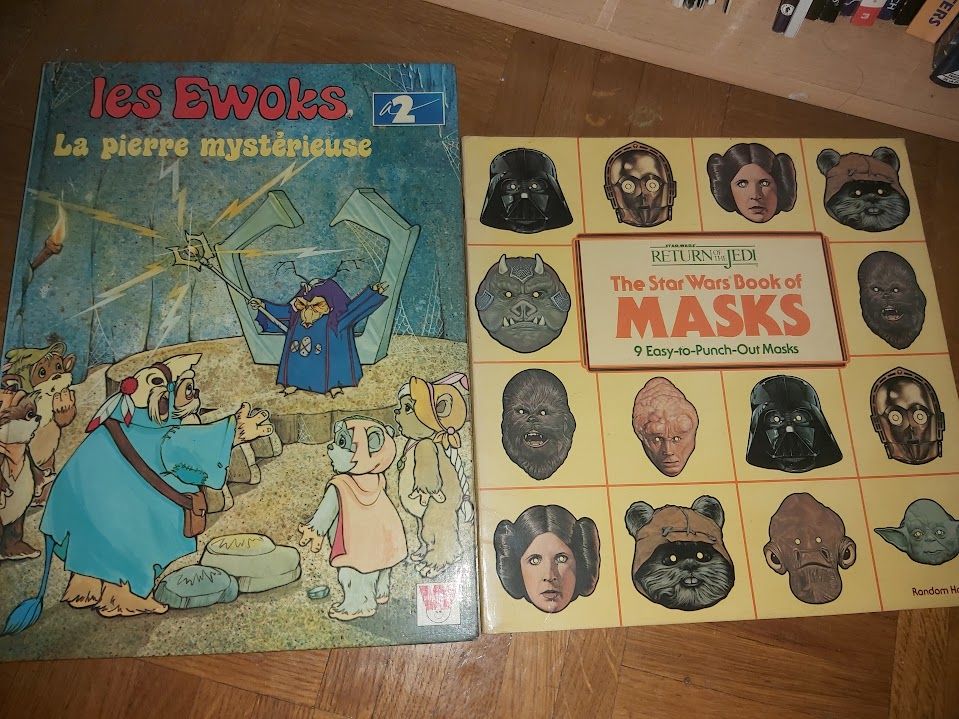 les Ewoks
a2
La pierre mystérieuse
STAR WARS
RETURN OF THE JEDI
The Star Wars Book of
MASKS
9 Easy-to-Punch-Out Masks
Random